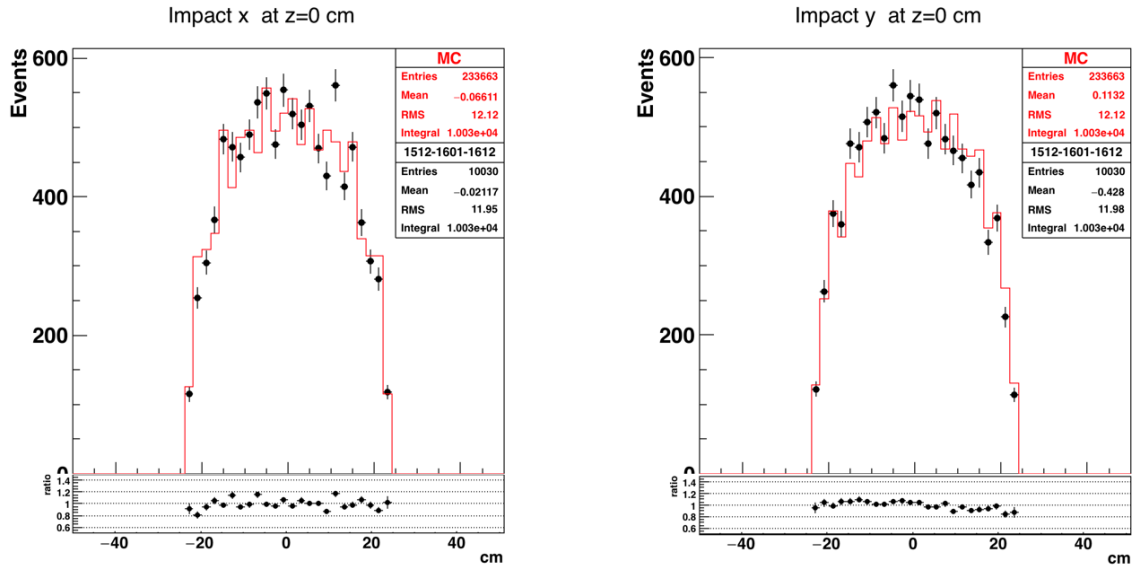 Impact x at z=0 cm
Events
600
400
200
0
MC
Entries 233663
Mean −0.06611
RMS 12.12
Integral 1.003e+04
1512-1601-1612
Entries 10030
Mean −0.02117
RMS 11.95
Integral 1.003e+04
ratio
1.4
1.2
1
0.8
0.6
−40 −20 0 20 40
cm
Impact y at z=0 cm
Events
600
400
200
0
MC
Entries 233663
Mean 0.1132
RMS 12.12
Integral 1.003e+04
1512-1601-1612
Entries 10030
Mean −0.428
RMS 11.98
Integral 1.003e+04
ratio
1.4
1.2
1
0.8
0.6
−40 −20 0 20 40
cm